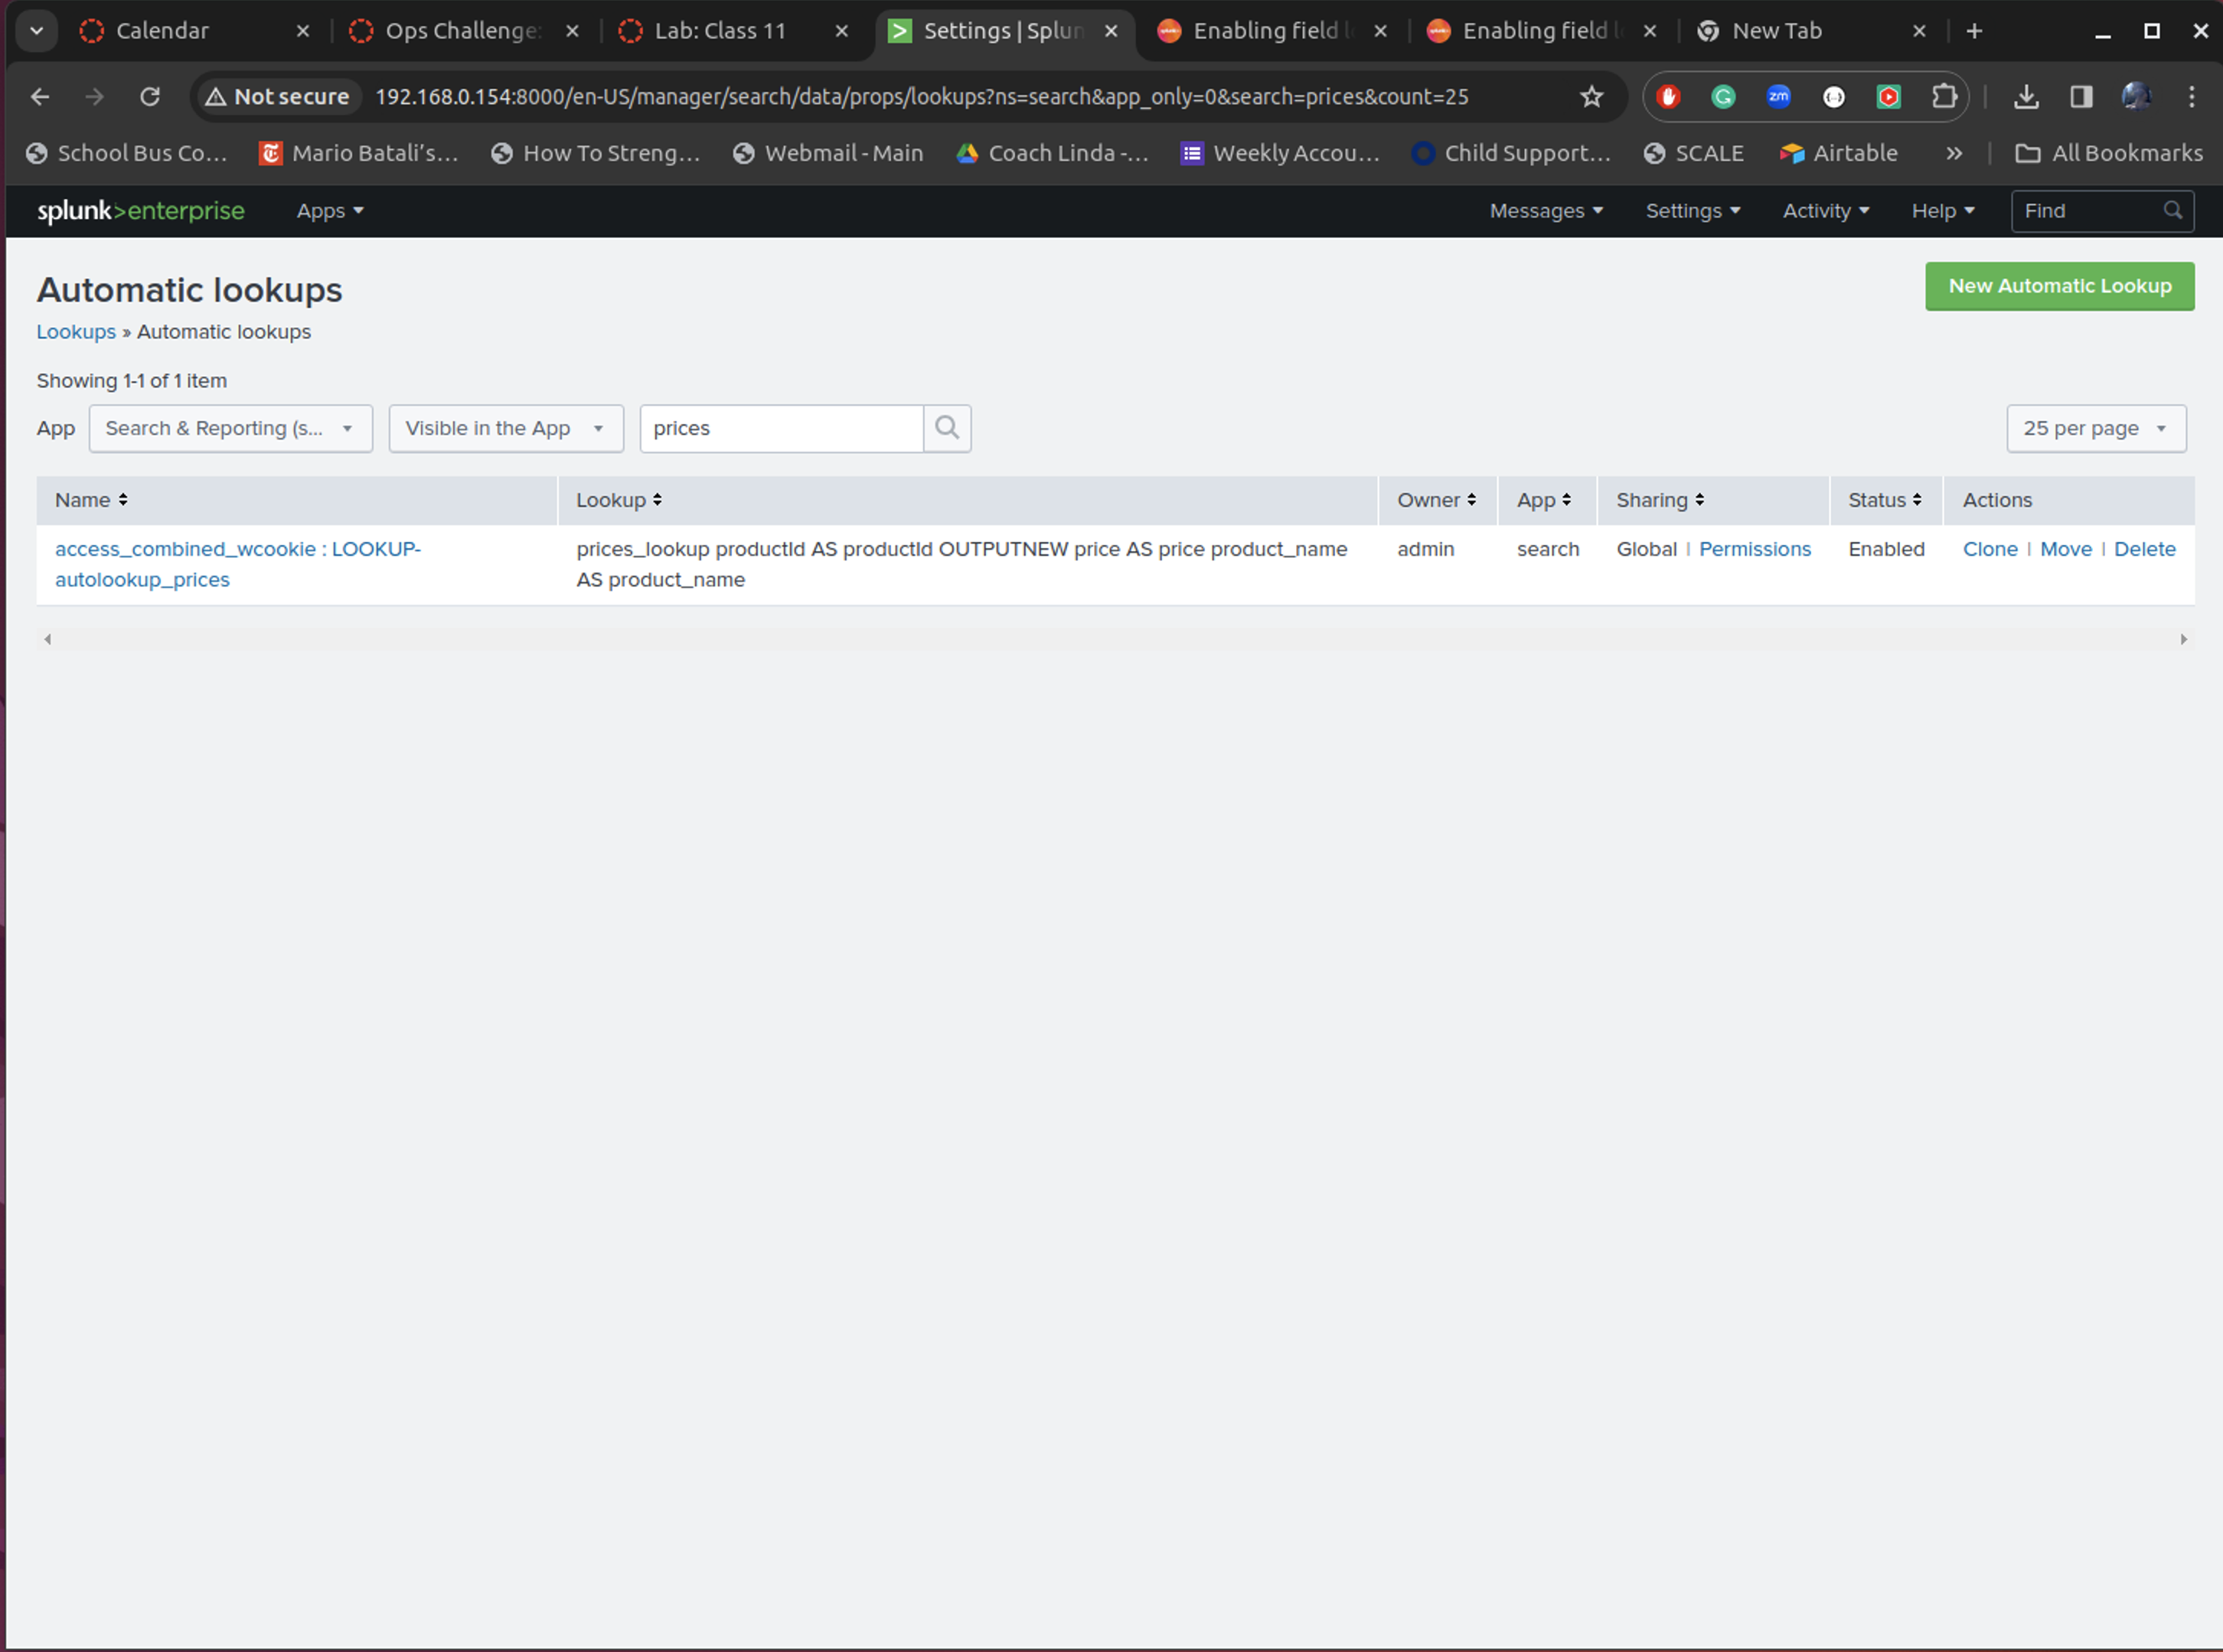 Calendar
Ops Challenge:
Lab: Class 11
Settings | Splun
Enabling field l
Enabling field l
New Tab
Not secure
192.168.0.154:8000/en-US/manager/search/data/props/lookups?ns=search&app_only=0&search=prices&count=25
zm
School Bus Co...
Mario Batali's...
How To Streng...
Webmail - Main
Coach Linda -...
Weekly Accou...
Child Support...
SCALE
Airtable
»
All Bookmarks
splunk>enterprise
Apps
Messages
Settings
Activity
Help
Find
Automatic lookups
New Automatic Lookup
Lookups » Automatic lookups
Showing 1-1 of 1 item
App
Search & Reporting (s...
Visible in the App
prices
25 per page
Name
Lookup
Owner
App
Sharing
Status
Actions
access_combined_wcookie : LOOKUP-
autolookup_prices
prices_lookup productId AS productId OUTPUTNEW price AS price product_name
AS product_name
admin
search
Global | Permissions
Enabled
Clone | Move | Delete